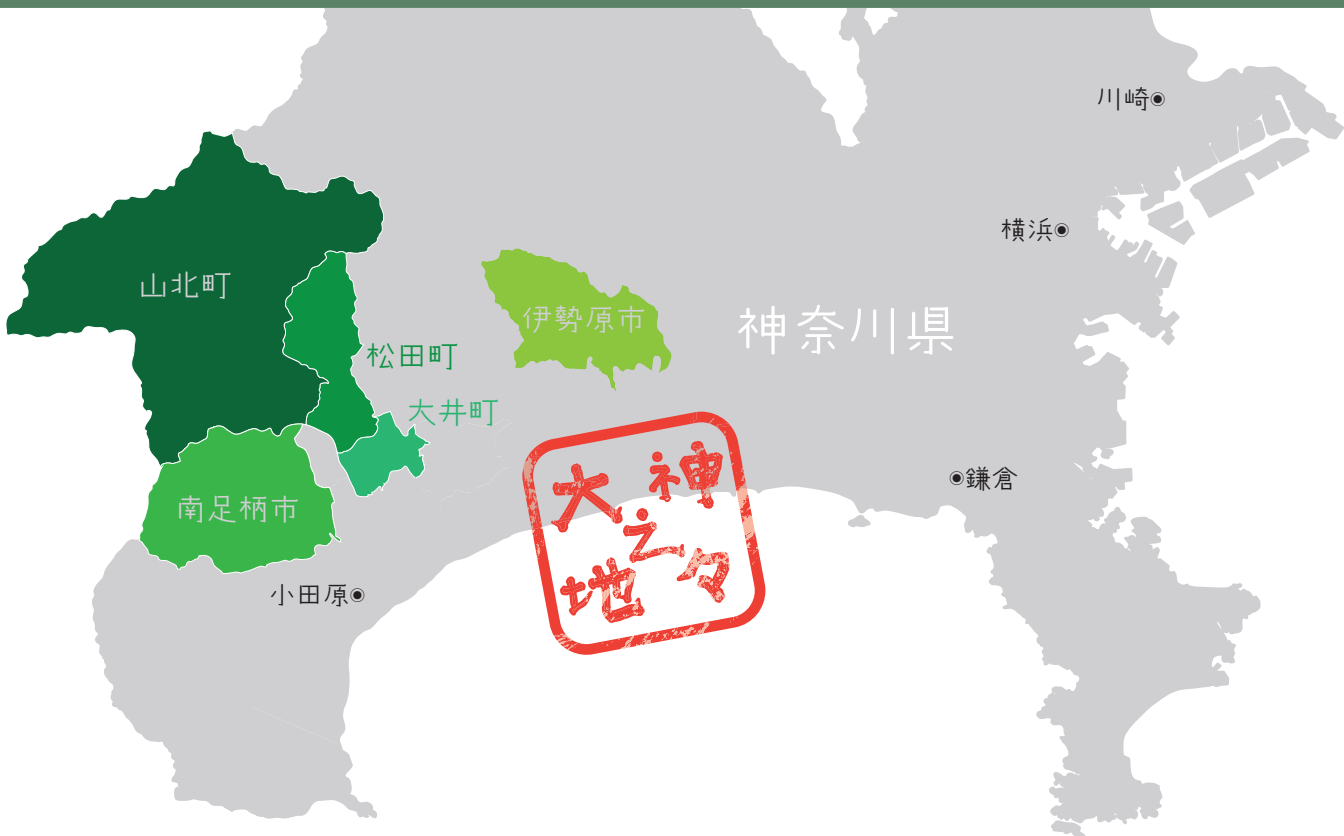 川崎
横浜
山北町
伊勢原市
神奈川県
松田町
大井町
神々
之
大地
鎌倉
南足柄市
小田原